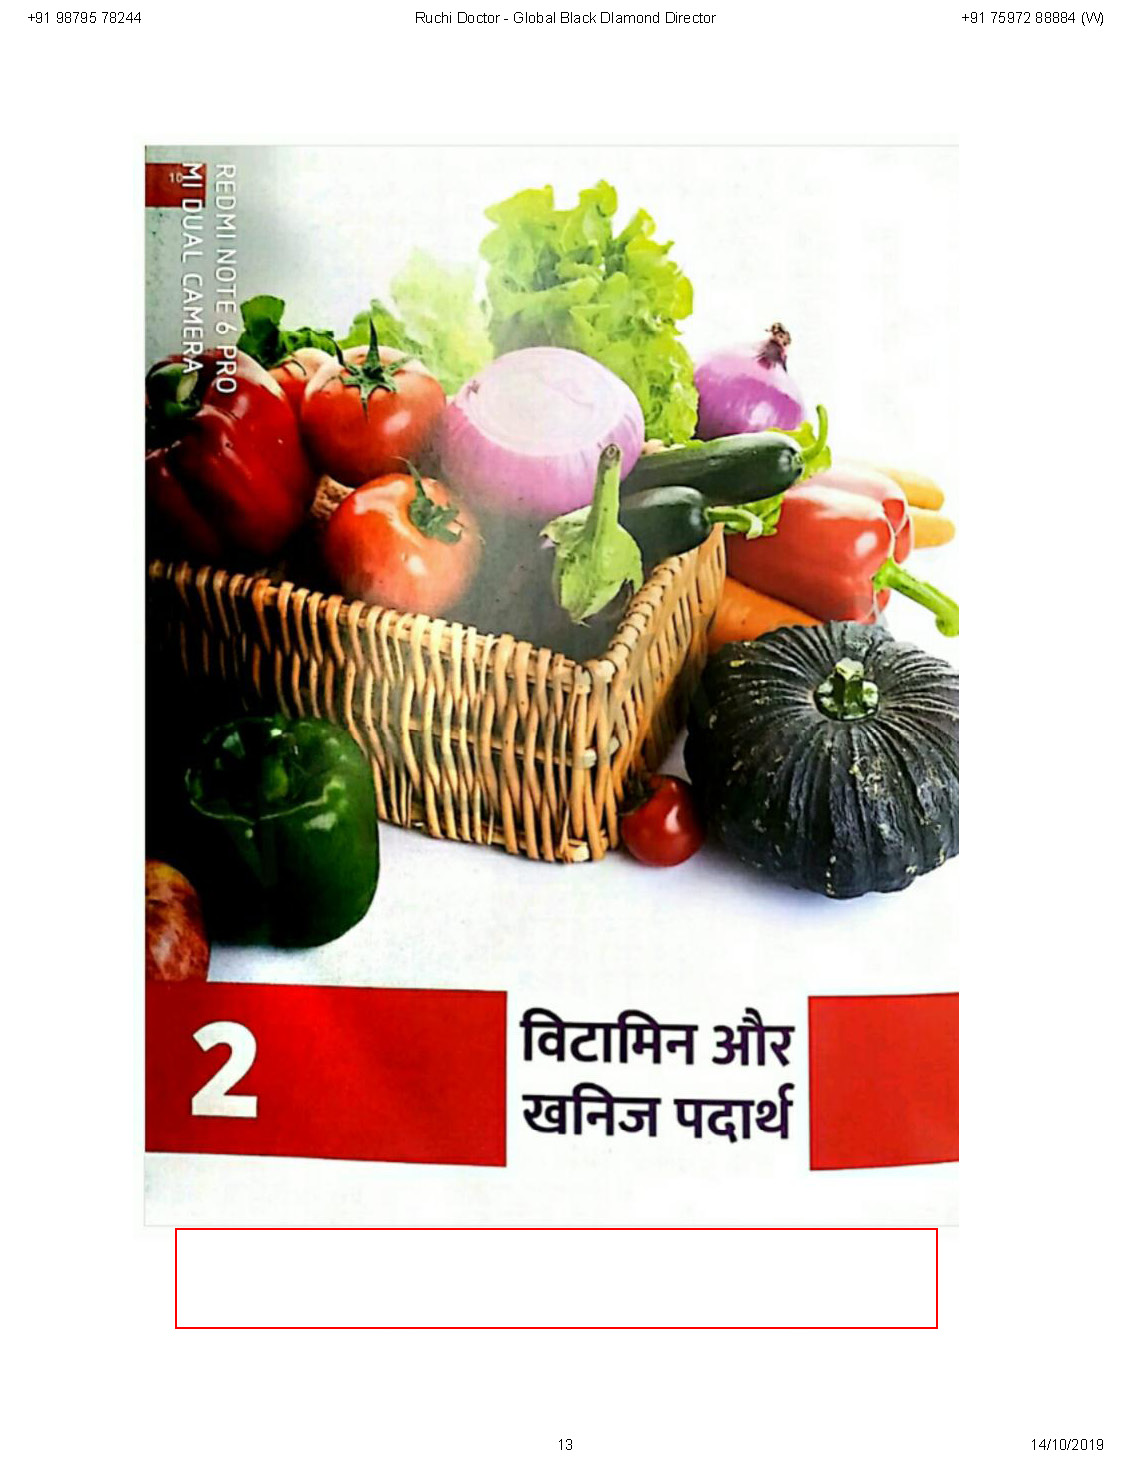 +91 98795 78244 Ruchi Doctor - Global Black DIamond Director +91 75972 88884 (W)
10
REDMI NOTE 6 PRO
MI DUAL CAMERA
2
विटामिन और
खनिज पदार्थ
13 14/10/2019